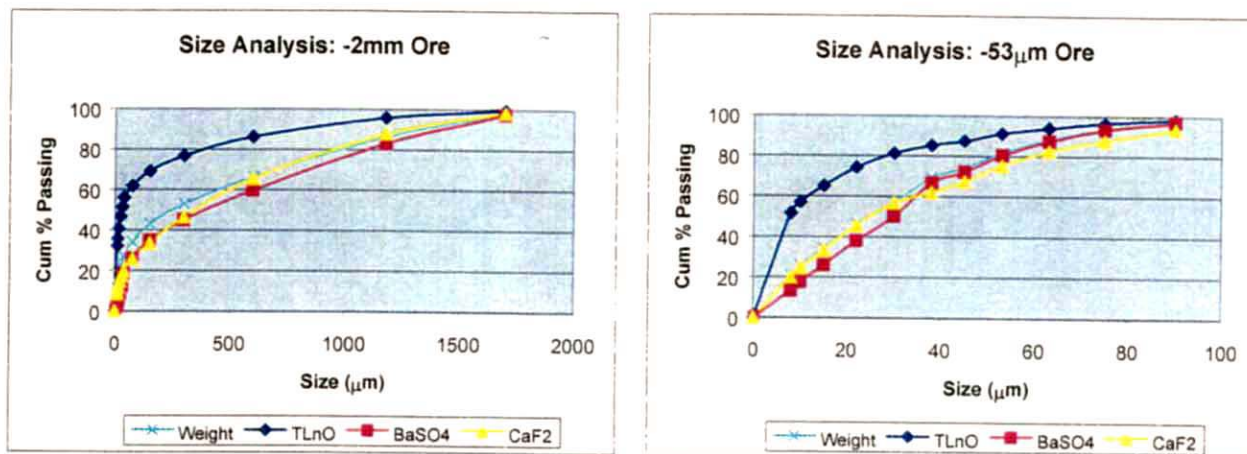 Size Analysis: -2mm Ore
Cum % Passing
100
80
60
40
20
0
0 500 1000 1500 2000
Size (μm)
Weight TLnO BaSO4 CaF2
Size Analysis: -53μm Ore
Cum % Passing
100
80
60
40
20
0
0 20 40 60 80 100
Size (μm)
Weight TLnO BaSO4 CaF2